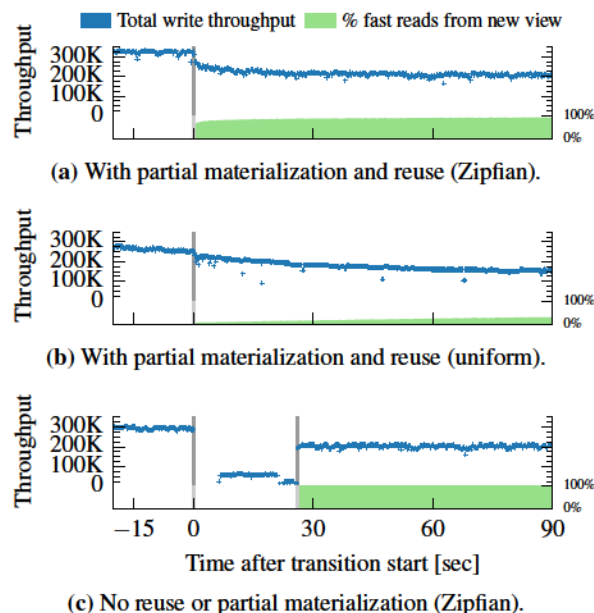 Total write throughput % fast reads from new view
Throughput
300K
200K
100K
0
100%
0%
(a) With partial materialization and reuse (Zipfian).
Throughput
300K
200K
100K
0
100%
0%
(b) With partial materialization and reuse (uniform).
Throughput
300K
200K
100K
0
100%
0%
−15 0 30 60 90
Time after transition start [sec]
(c) No reuse or partial materialization (Zipfian).